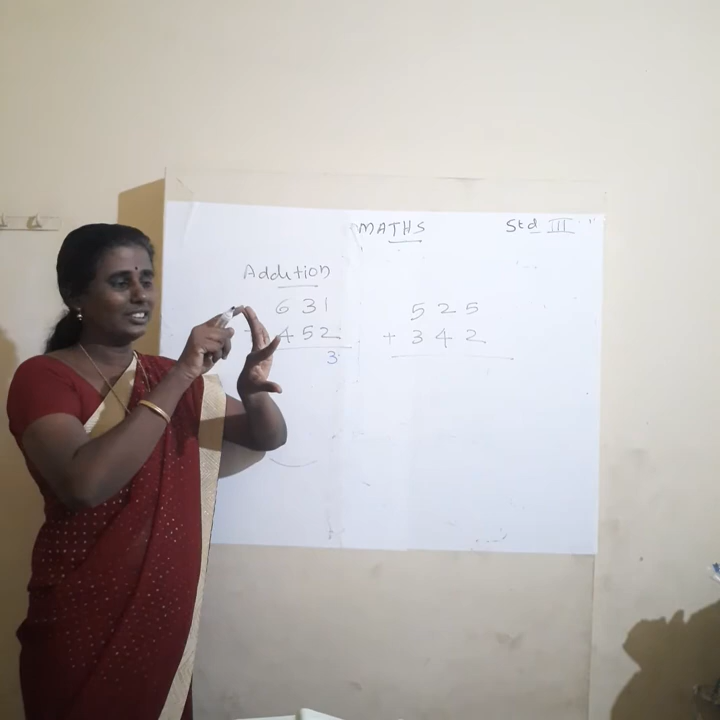 MATHS Std III
Addition
631 525
+ 452 + 342
3